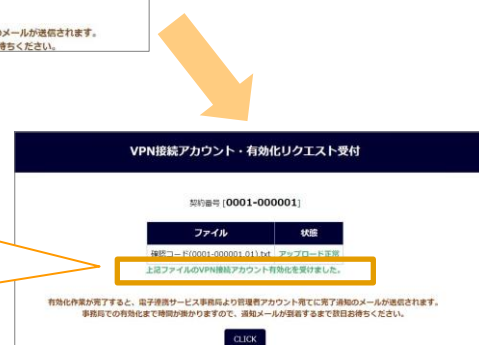 のメールが送信されます。
待ちください。
VPN接続アカウント・有効化リクエスト受付
契約番号 [0001-000001]
ファイル 状態
確認コード(0001-000001.01).txt アップロード正常
上記ファイルのVPN接続アカウント有効化を受けました。
有効化作業が完了すると、電子連携サービス事務局より管理者アカウント宛てに完了通知のメールが送信されます。
事務局での有効化まで時間が掛かりますので、通知メールが到着するまで数日お待ちください。
CLICK